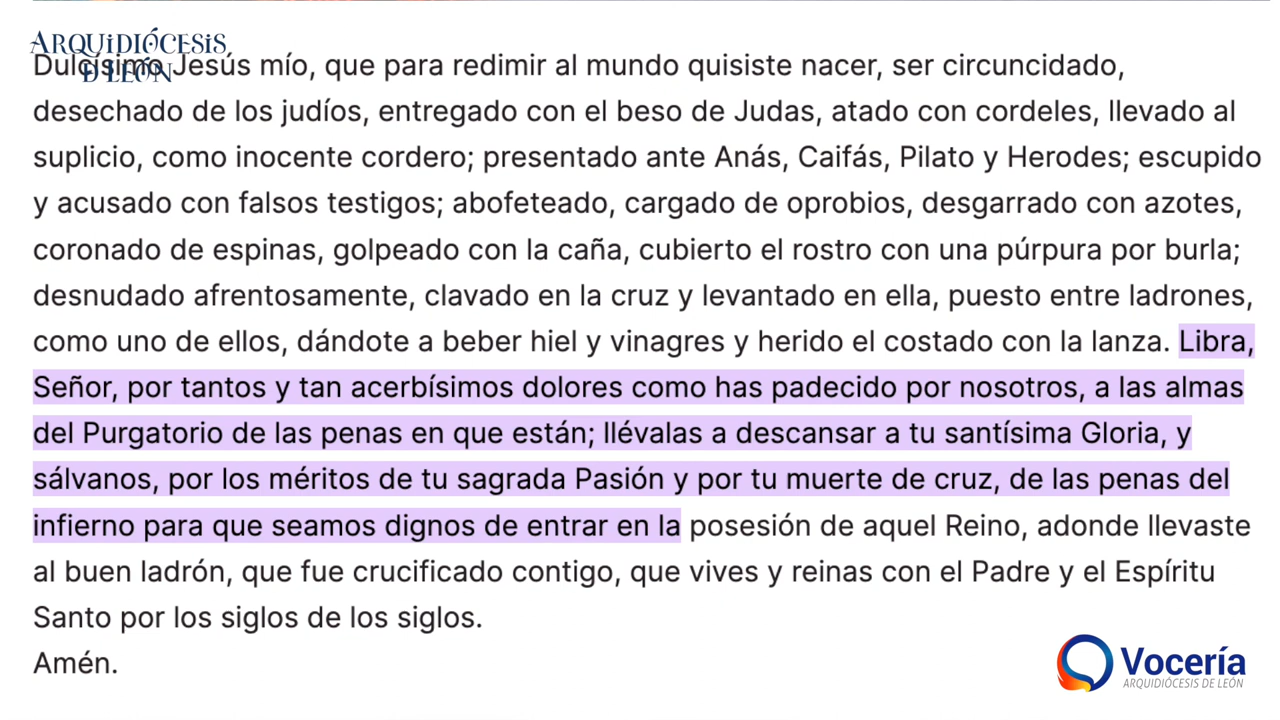 ARQUIDIÓCESIS
D LEÓN
Dulcísimo Jesús mío, que para redimir al mundo quisiste nacer, ser circuncidado,
desechado de los judíos, entregado con el beso de Judas, atado con cordeles, llevado al
suplicio, como inocente cordero; presentado ante Anás, Caifás, Pilato y Herodes; escupido
y acusado con falsos testigos; abofeteado, cargado de oprobios, desgarrado con azotes,
coronado de espinas, golpeado con la caña, cubierto el rostro con una púrpura por burla;
desnudado afrentosamente, clavado en la cruz y levantado en ella, puesto entre ladrones,
como uno de ellos, dándote a beber hiel y vinagres y herido el costado con la lanza. Libra,
Señor, por tantos y tan acerbísimos dolores como has padecido por nosotros, a las almas
del Purgatorio de las penas en que están; llévalas a descansar a tu santísima Gloria, y
sálvanos, por los méritos de tu sagrada Pasión y por tu muerte de cruz, de las penas del
infierno para que seamos dignos de entrar en la posesión de aquel Reino, adonde llevaste
al buen ladrón, que fue crucificado contigo, que vives y reinas con el Padre y el Espíritu
Santo por los siglos de los siglos.
Amén.
Vocería
ARQUIDIÓCESIS DE LEÓN